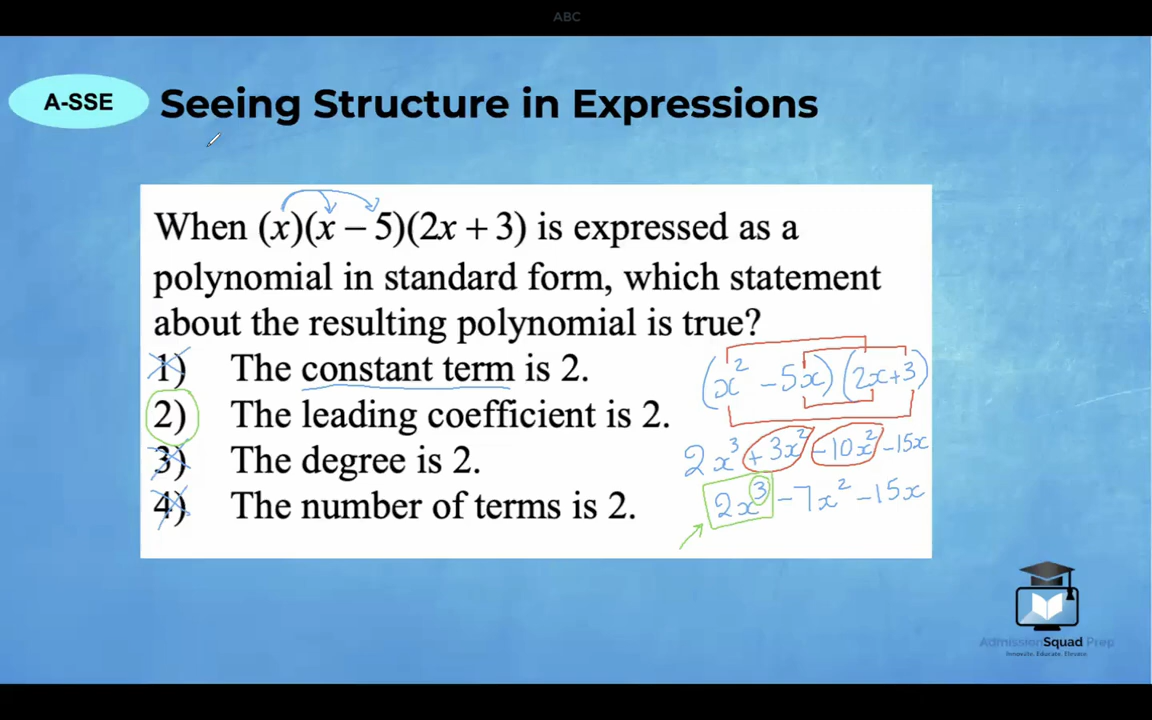 ABC
A-SSE
Seeing Structure in Expressions
When (x)(x − 5)(2x + 3) is expressed as a
polynomial in standard form, which statement
about the resulting polynomial is true?
1) The constant term is 2.
2) The leading coefficient is 2.
3) The degree is 2.
4) The number of terms is 2.
(x² −5x)(2x+3)
2x³ +3x² −10x² −15x
2x³ −7x² −15x
AdmissionSquad Prep
Innovate. Educate. Elevate.